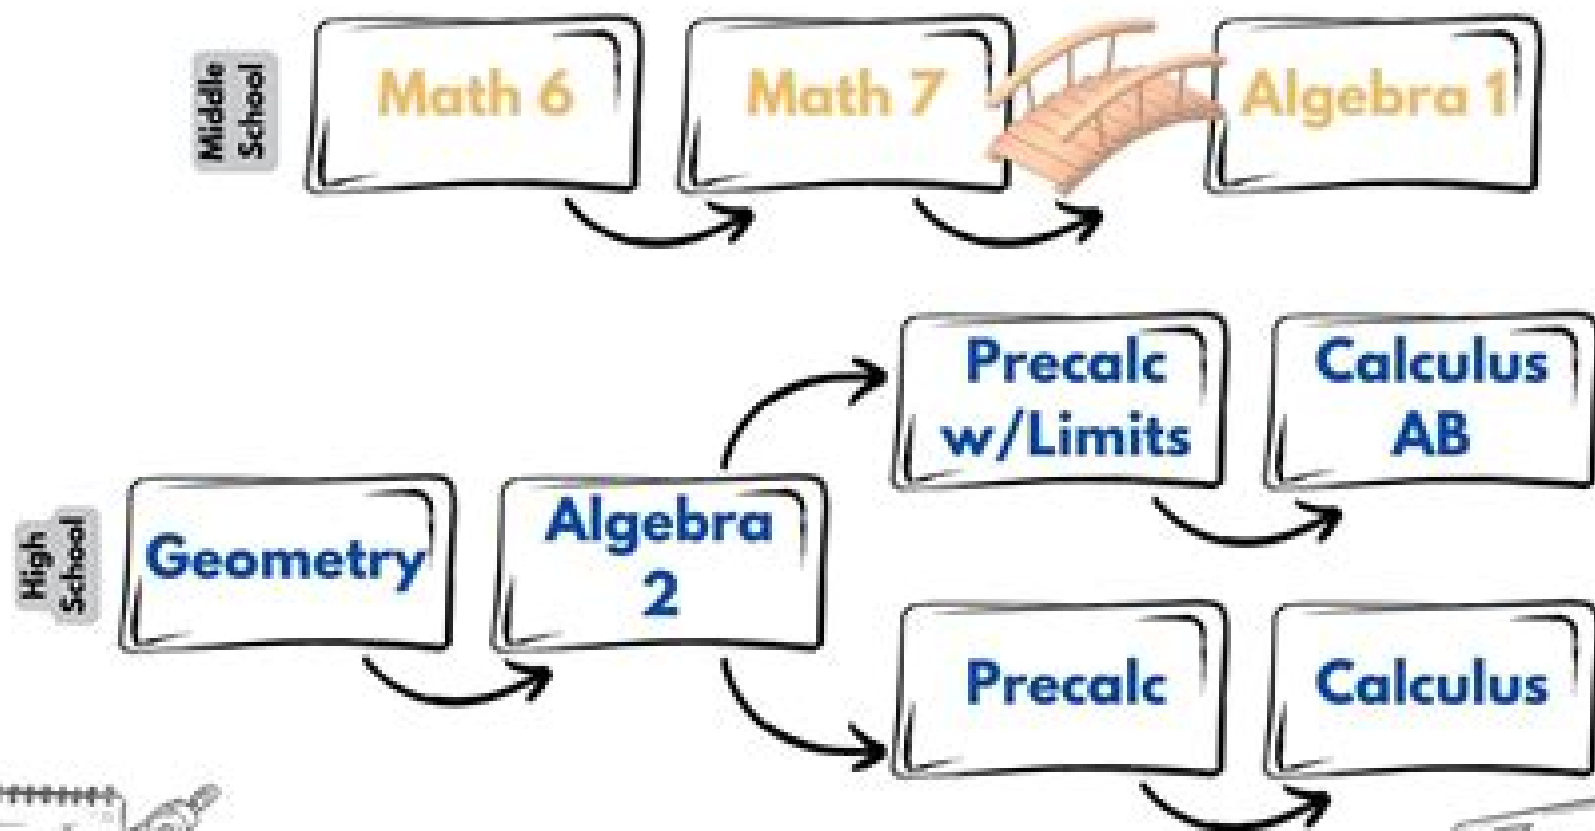 Middle
School
Math 6
Math 7
Algebra 1
High
School
Geometry
Algebra
2
Precalc
w/Limits
Calculus
AB
Precalc
Calculus